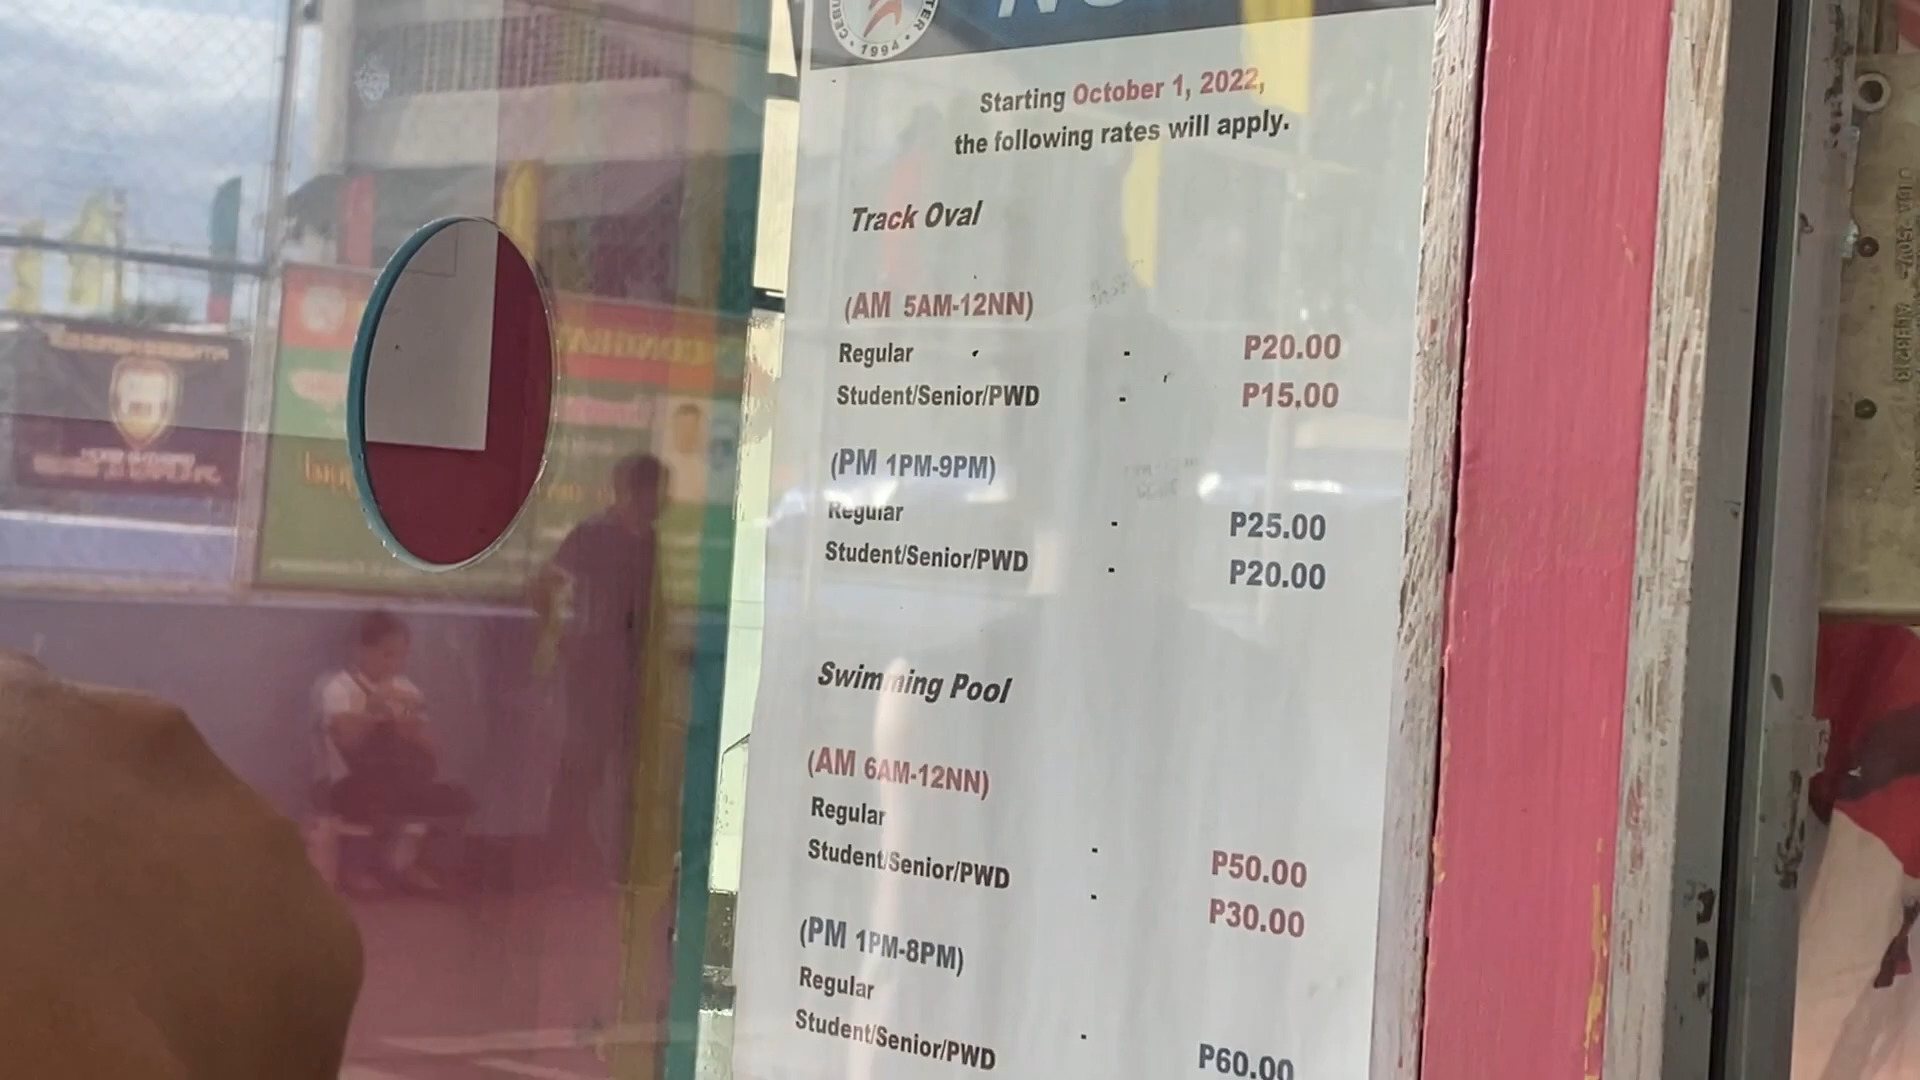 1994
Starting October 1, 2022,
the following rates will apply.
Track Oval
(AM 5AM-12NN)
Regular - P20.00
Student/Senior/PWD - P15.00
(PM 1PM-9PM)
Regular - P25.00
Student/Senior/PWD - P20.00
Swimming Pool
(AM 6AM-12NN)
Regular - P50.00
Student/Senior/PWD - P30.00
(PM 1PM-8PM)
Regular - P60.00
Student/Senior/PWD